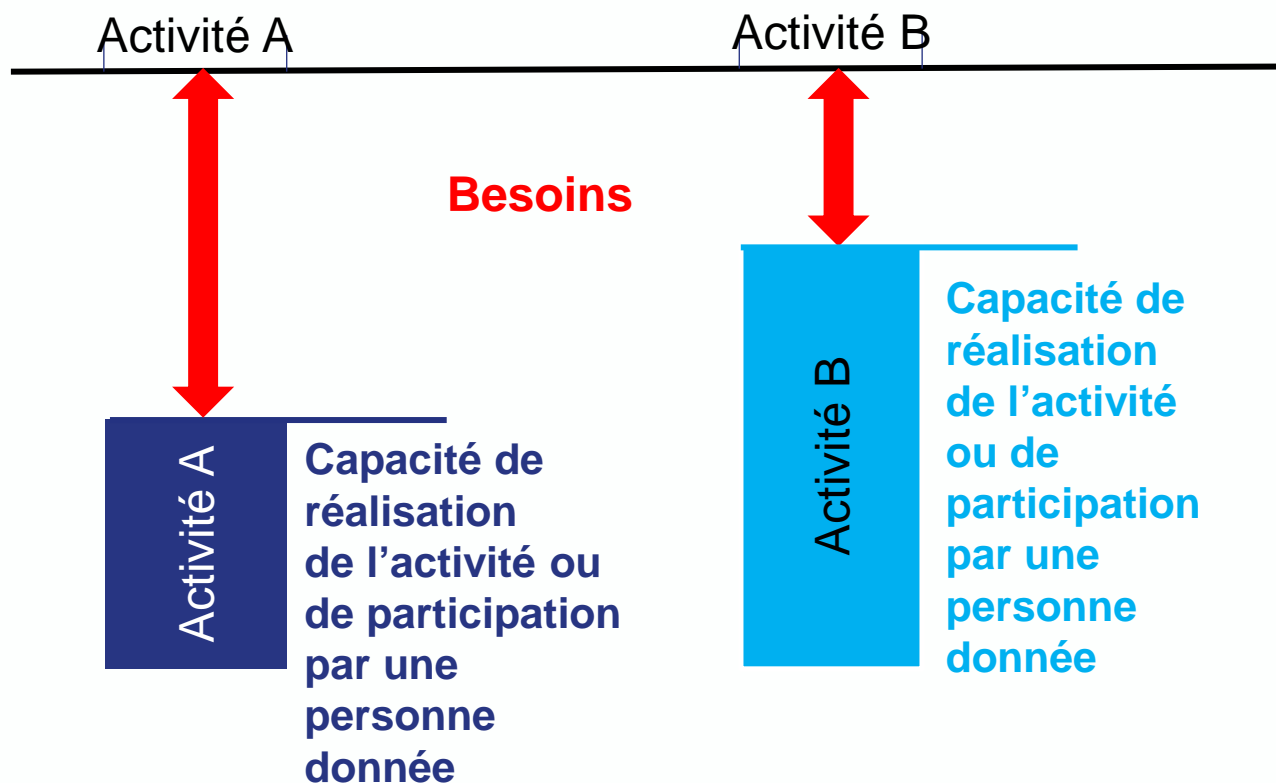 Activité A
Activité B
Besoins
Activité A
Capacité de
réalisation
de l’activité ou
de participation
par une
personne
donnée
Activité B
Capacité de
réalisation
de l’activité
ou de
participation
par une
personne
donnée